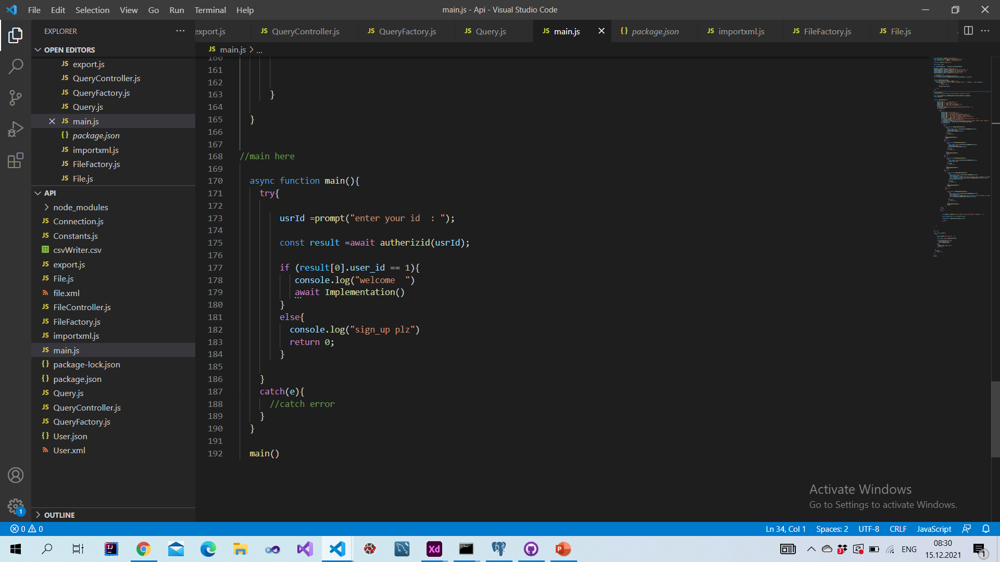 File Edit Selection View Go Run Terminal Help
main.js - Api - Visual Studio Code
EXPLORER
export.js
QueryController.js
QueryFactory.js
Query.js
main.js
package.json
importxml.js
FileFactory.js
File.js
OPEN EDITORS
export.js
QueryController.js
QueryFactory.js
Query.js
main.js
package.json
importxml.js
FileFactory.js
File.js
API
node_modules
Connection.js
Constants.js
csvWriter.csv
export.js
File.js
file.xml
FileController.js
FileFactory.js
importxml.js
main.js
package-lock.json
package.json
Query.js
QueryController.js
QueryFactory.js
User.json
User.xml
OUTLINE
main.js > ...
160
161
162
163 }
164
165 }
166
167
168 //main here
169
170 async function main(){
171 try{
172
173 usrId =prompt("enter your id  : ");
174
175 const result =await autherizid(usrId);
176
177 if (result[0].user_id == 1){
178 console.log("welcome  ")
179 await Implementation()
180 }
181 else{
182 console.log("sign_up plz")
183 return 0;
184 }
185
186 }
187 catch(e){
188 //catch error
189 }
190 }
191
192 main()
Activate Windows
Go to Settings to activate Windows.
0 0
Ln 34, Col 1 Spaces: 2 UTF-8 CRLF JavaScript
ENG
08:30
15.12.2021